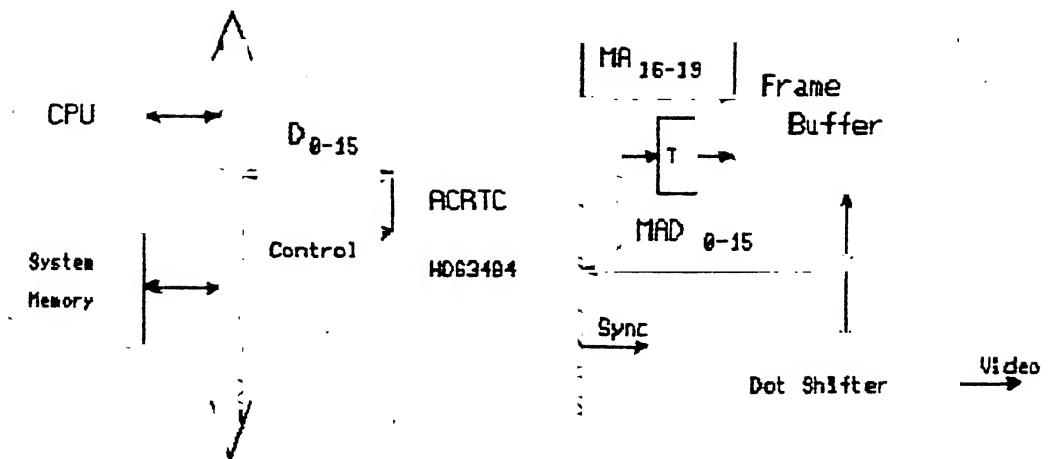 CPU
System
Memory
D0-15
Control
ACRTC
HD63484
MA16-19
T
MAD 0-15
Sync
Frame
Buffer
Dot Shifter
Video